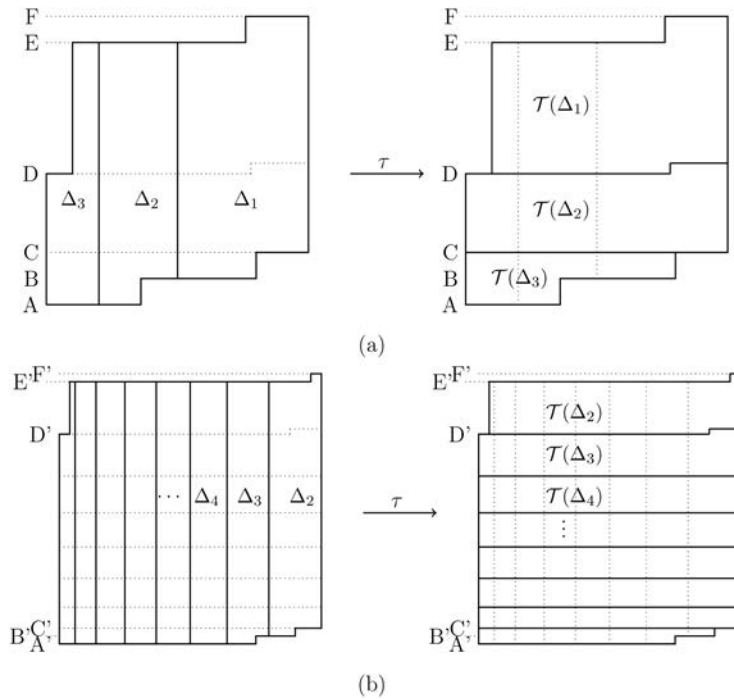 F
E
D
C
B
A
Δ₃ Δ₂ Δ₁
τ
F
E
D
C
B
A
𝒯(Δ₁)
𝒯(Δ₂)
𝒯(Δ₃)
(a)
F'
E'
D'
C'
B'
A'
··· Δ₄ Δ₃ Δ₂
τ
F'
E'
D'
C'
B'
A'
𝒯(Δ₂)
𝒯(Δ₃)
𝒯(Δ₄)
⋮
(b)